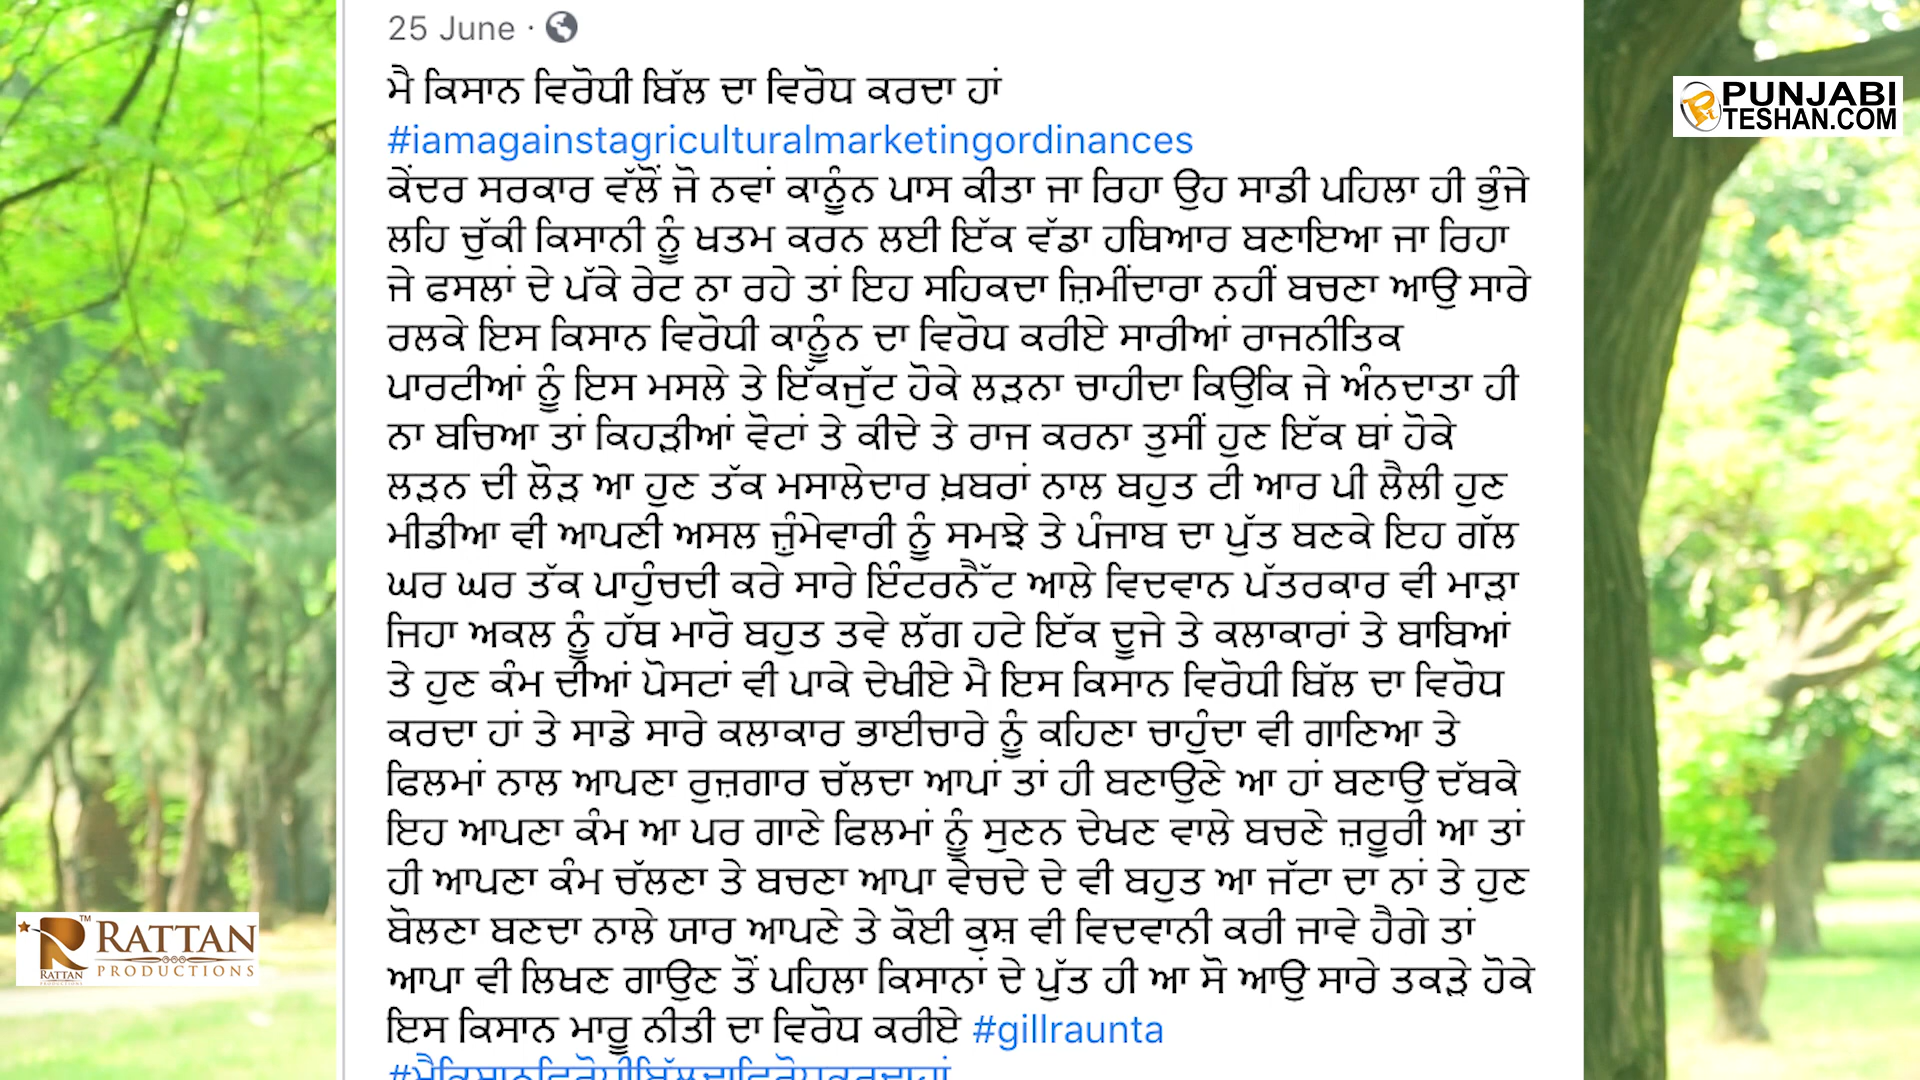 25 June ·
ਮੈ ਕਿਸਾਨ ਵਿਰੋਧੀ ਬਿੱਲ ਦਾ ਵਿਰੋਧ ਕਰਦਾ ਹਾਂ
#iamagainstagriculturalmarketingordinances
ਕੇਂਦਰ ਸਰਕਾਰ ਵੱਲੋਂ ਜੋ ਨਵਾਂ ਕਾਨੂੰਨ ਪਾਸ ਕੀਤਾ ਜਾ ਰਿਹਾ ਉਹ ਸਾਡੀ ਪਹਿਲਾ ਹੀ ਭੁੰਜੇ
ਲਹਿ ਚੁੱਕੀ ਕਿਸਾਨੀ ਨੂੰ ਖਤਮ ਕਰਨ ਲਈ ਇੱਕ ਵੱਡਾ ਹਥਿਆਰ ਬਣਾਇਆ ਜਾ ਰਿਹਾ
ਜੇ ਫਸਲਾਂ ਦੇ ਪੱਕੇ ਰੇਟ ਨਾ ਰਹੇ ਤਾਂ ਇਹ ਸਹਿਕਦਾ ਜ਼ਿਮੀਂਦਾਰਾ ਨਹੀਂ ਬਚਣਾ ਆਉ ਸਾਰੇ
ਰਲਕੇ ਇਸ ਕਿਸਾਨ ਵਿਰੋਧੀ ਕਾਨੂੰਨ ਦਾ ਵਿਰੋਧ ਕਰੀਏ ਸਾਰੀਆਂ ਰਾਜਨੀਤਿਕ
ਪਾਰਟੀਆਂ ਨੂੰ ਇਸ ਮਸਲੇ ਤੇ ਇੱਕਜੁੱਟ ਹੋਕੇ ਲੜਨਾ ਚਾਹੀਦਾ ਕਿਉਕਿ ਜੇ ਅੰਨਦਾਤਾ ਹੀ
ਨਾ ਬਚਿਆ ਤਾਂ ਕਿਹੜੀਆਂ ਵੋਟਾਂ ਤੇ ਕੀਦੇ ਤੇ ਰਾਜ ਕਰਨਾ ਤੁਸੀਂ ਹੁਣ ਇੱਕ ਥਾਂ ਹੋਕੇ
ਲੜਨ ਦੀ ਲੋੜ ਆ ਹੁਣ ਤੱਕ ਮਸਾਲੇਦਾਰ ਖ਼ਬਰਾਂ ਨਾਲ ਬਹੁਤ ਟੀ ਆਰ ਪੀ ਲੈਲੀ ਹੁਣ
ਮੀਡੀਆ ਵੀ ਆਪਣੀ ਅਸਲ ਜ਼ੁੰਮੇਵਾਰੀ ਨੂੰ ਸਮਝੇ ਤੇ ਪੰਜਾਬ ਦਾ ਪੁੱਤ ਬਣਕੇ ਇਹ ਗੱਲ
ਘਰ ਘਰ ਤੱਕ ਪਾਹੁੰਚਦੀ ਕਰੇ ਸਾਰੇ ਇੰਟਰਨੈੱਟ ਆਲੇ ਵਿਦਵਾਨ ਪੱਤਰਕਾਰ ਵੀ ਮਾੜਾ
ਜਿਹਾ ਅਕਲ ਨੂੰ ਹੱਥ ਮਾਰੋ ਬਹੁਤ ਤਵੇ ਲੱਗ ਹਟੇ ਇੱਕ ਦੂਜੇ ਤੇ ਕਲਾਕਾਰਾਂ ਤੇ ਬਾਬਿਆਂ
ਤੇ ਹੁਣ ਕੰਮ ਦੀਆਂ ਪੋਸਟਾਂ ਵੀ ਪਾਕੇ ਦੇਖੀਏ ਮੈ ਇਸ ਕਿਸਾਨ ਵਿਰੋਧੀ ਬਿੱਲ ਦਾ ਵਿਰੋਧ
ਕਰਦਾ ਹਾਂ ਤੇ ਸਾਡੇ ਸਾਰੇ ਕਲਾਕਾਰ ਭਾਈਚਾਰੇ ਨੂੰ ਕਹਿਣਾ ਚਾਹੁੰਦਾ ਵੀ ਗਾਣਿਆ ਤੇ
ਫਿਲਮਾਂ ਨਾਲ ਆਪਣਾ ਰੁਜ਼ਗਾਰ ਚੱਲਦਾ ਆਪਾਂ ਤਾਂ ਹੀ ਬਣਾਉਣੇ ਆ ਹਾਂ ਬਣਾਉ ਦੱਬਕੇ
ਇਹ ਆਪਣਾ ਕੰਮ ਆ ਪਰ ਗਾਣੇ ਫਿਲਮਾਂ ਨੂੰ ਸੁਣਨ ਦੇਖਣ ਵਾਲੇ ਬਚਣੇ ਜ਼ਰੂਰੀ ਆ ਤਾਂ
ਹੀ ਆਪਣਾ ਕੰਮ ਚੱਲਣਾ ਤੇ ਬਚਣਾ ਆਪਾ ਵੇਚਦੇ ਦੇ ਵੀ ਬਹੁਤ ਆ ਜੱਟਾ ਦਾ ਨਾਂ ਤੇ ਹੁਣ
ਬੋਲਣਾ ਬਣਦਾ ਨਾਲੇ ਯਾਰ ਆਪਣੇ ਤੇ ਕੋਈ ਕੁਸ਼ ਵੀ ਵਿਦਵਾਨੀ ਕਰੀ ਜਾਵੇ ਹੈਗੇ ਤਾਂ
ਆਪਾ ਵੀ ਲਿਖਣ ਗਾਉਣ ਤੋਂ ਪਹਿਲਾ ਕਿਸਾਨਾਂ ਦੇ ਪੁੱਤ ਹੀ ਆ ਸੋ ਆਉ ਸਾਰੇ ਤਕੜੇ ਹੋਕੇ
ਇਸ ਕਿਸਾਨ ਮਾਰੂ ਨੀਤੀ ਦਾ ਵਿਰੋਧ ਕਰੀਏ #gillraunta
#ਮੈਕਿਸਾਨਵਿਰੋਧੀਬਿੱਲਦਾਵਿਰੋਧਕਰਦਾਹਾਂ
PUNJABI
TESHAN.COM
RATTAN
PRODUCTIONS